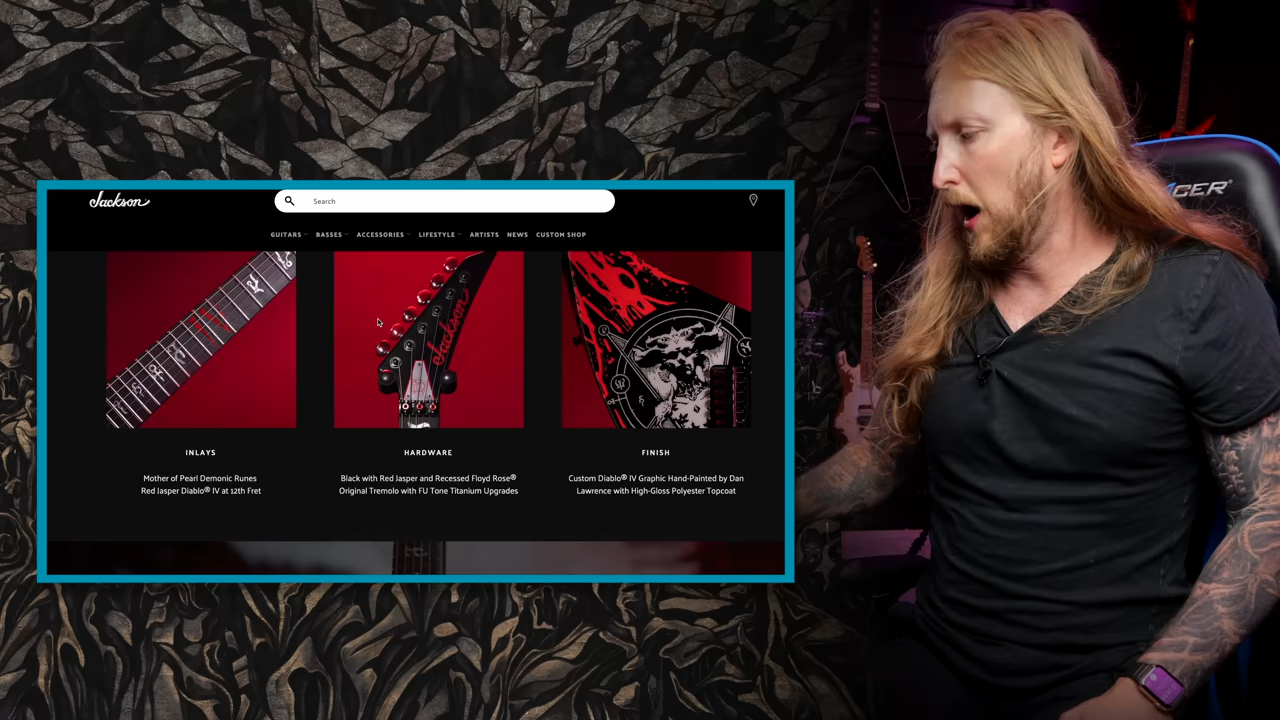 Jackson
Search
GUITARS BASSES ACCESSORIES LIFESTYLE ARTISTS NEWS CUSTOM SHOP
Jackson
INLAYS
Mother of Pearl Demonic Runes
Red Jasper Diablo® IV at 12th Fret
HARDWARE
Black with Red Jasper and Recessed Floyd Rose®
Original Tremolo with FU Tone Titanium Upgrades
FINISH
Custom Diablo® IV Graphic Hand-Painted by Dan
Lawrence with High-Gloss Polyester Topcoat